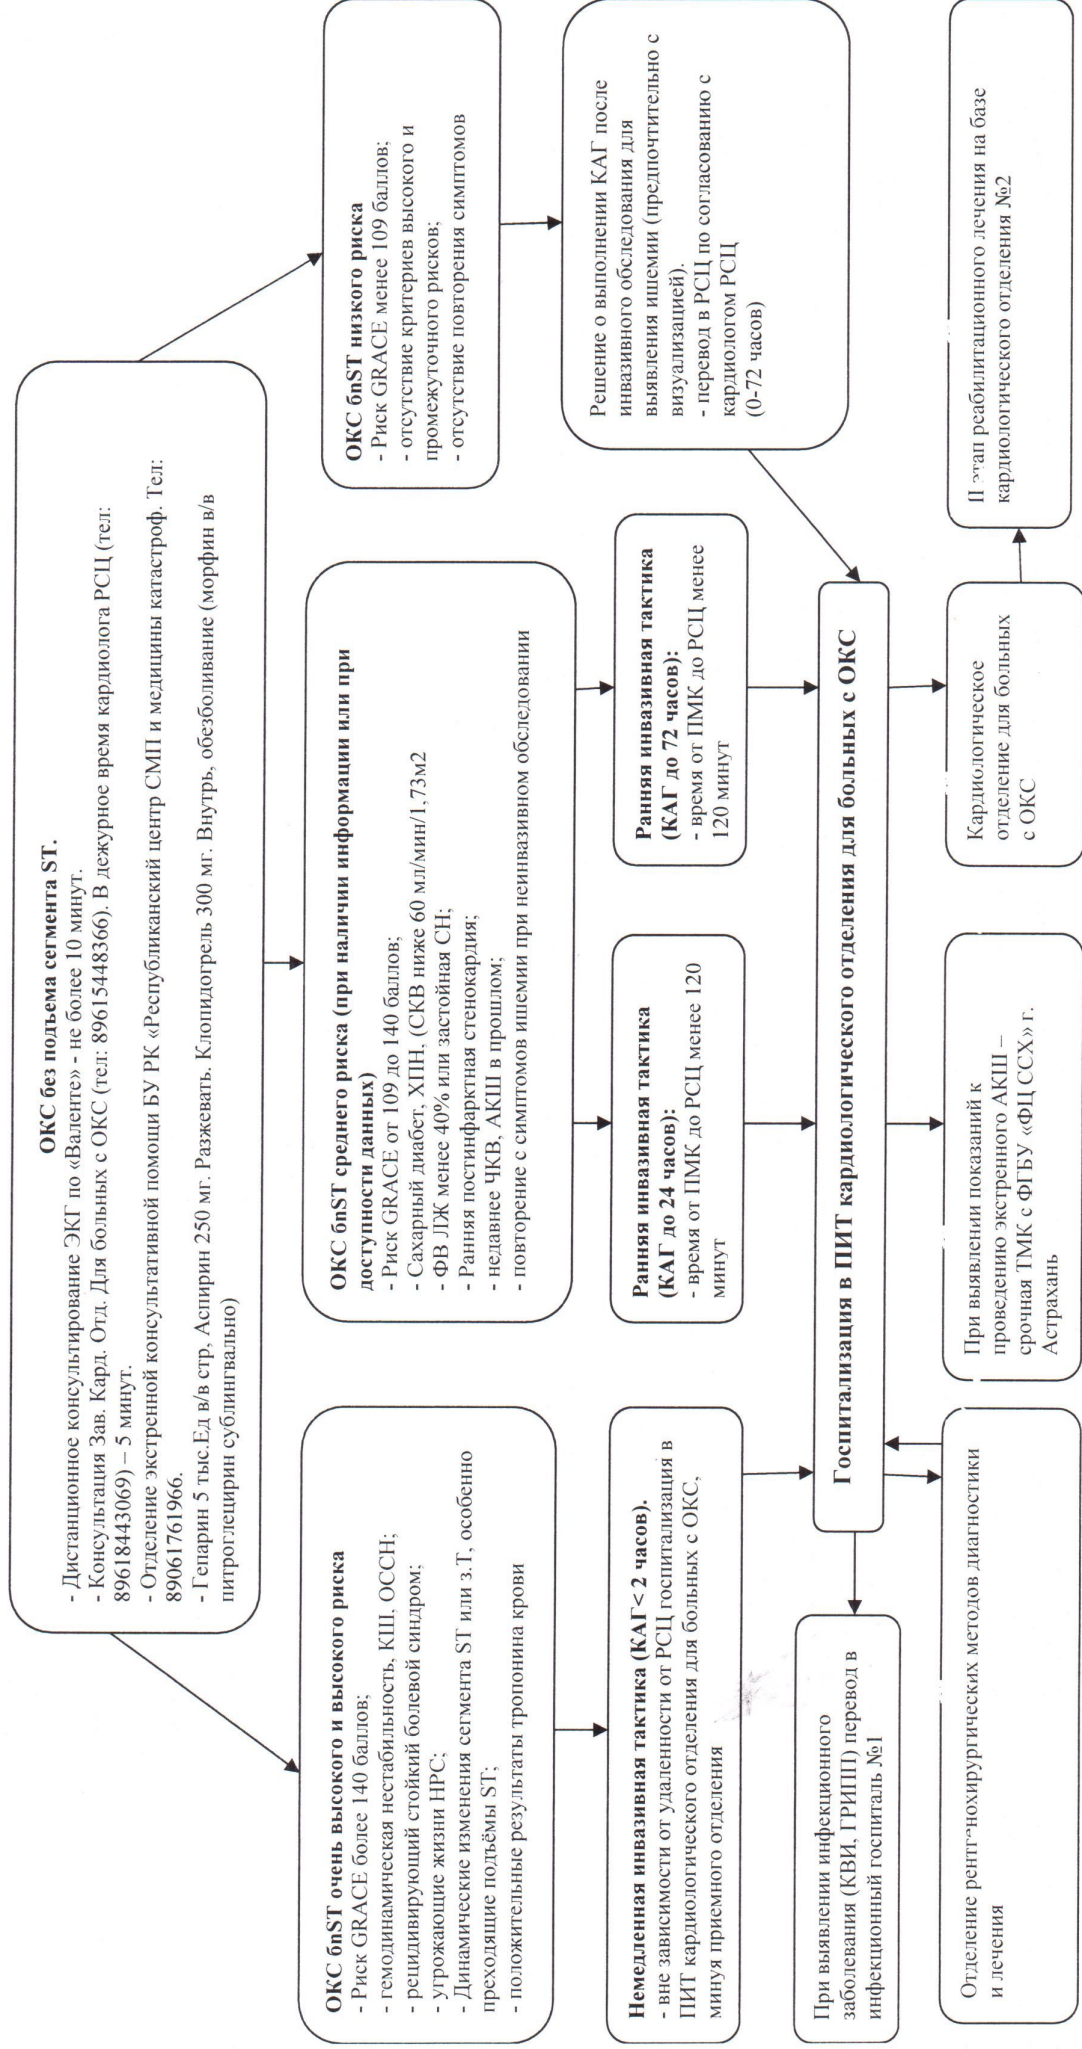 ОКС без подъема сегмента ST.
- Дистанционное консультирование ЭКГ по «Валенте» - не более 10 минут.
- Консультация Зав. Кард. Отд. Для больных с ОКС (тел: 89615448366). В дежурное время кардиолога РСЦ (тел:
89618443069) – 5 минут.
- Отделение экстренной консультативной помощи БУ РК «Республиканский центр СМП и медицины катастроф. Тел:
89061761966.
- Гепарин 5 тыс.Ед в/в стр, Аспирин 250 мг. Разжевать. Клопидогрель 300 мг. Внутрь, обезболивание (морфин в/в
питроглецирин сублингвально)
ОКС бпST очень высокого и высокого риска
- Риск GRACE более 140 баллов;
- гемодинамическая нестабильность, КШ, ОССН;
- рецидивирующий стойкий болевой синдром;
- угрожающие жизни НРС;
- Динамические изменения сегмента ST или з.Т, особенно
преходящие подъёмы ST;
- положительные результаты тропонина крови
ОКС бпST среднего риска (при наличии информации или при
доступности данных)
- Риск GRACE от 109 до 140 баллов;
- Сахарный диабет, ХПН, (СКВ ниже 60 мл/мин/1,73м2
- ФВ ЛЖ менее 40% или застойная СН;
- Ранняя постинфарктная стенокардия;
- недавнее ЧКВ, АКШ в прошлом;
- повторение с симптомов ишемии при неинвазивном обследовании
ОКС бпST низкого риска
- Риск GRACE менее 109 баллов;
- отсутствие критериев высокого и
промежуточного рисков;
- отсутствие повторения симптомов
Немедленная инвазивная тактика (КАГ< 2 часов).
- вне зависимости от удаленности от РСЦ госпитализация в
ПИТ кардиологического отделения для больных с ОКС,
минуя приемного отделения
Ранняя инвазивная тактика
(КАГ до 24 часов):
- время от ПМК до РСЦ менее 120
минут
Ранняя инвазивная тактика
(КАГ до 72 часов):
- время от ПМК до РСЦ менее
120 минут
Решение о выполнении КАГ после
инвазивного обследования для
выявления ишемии (предпочтительно с
визуализацией).
- перевод в РСЦ по согласованию с
кардиологом РСЦ
(0-72 часов)
Госпитализация в ПИТ кардиологического отделения для больных с ОКС
При выявлении инфекционного
заболевания (КВИ, ГРИПП) перевод в
инфекционный госпиталь №1
Отделение рентгенохирургических методов диагностики
и лечения
При выявлении показаний к
проведению экстренного АКШ –
срочная ТМК с ФГБУ «ФЦ ССХ» г.
Астрахань
Кардиологическое
отделение для больных
с ОКС
II этап реабилитационного лечения на базе
кардиологического отделения №2